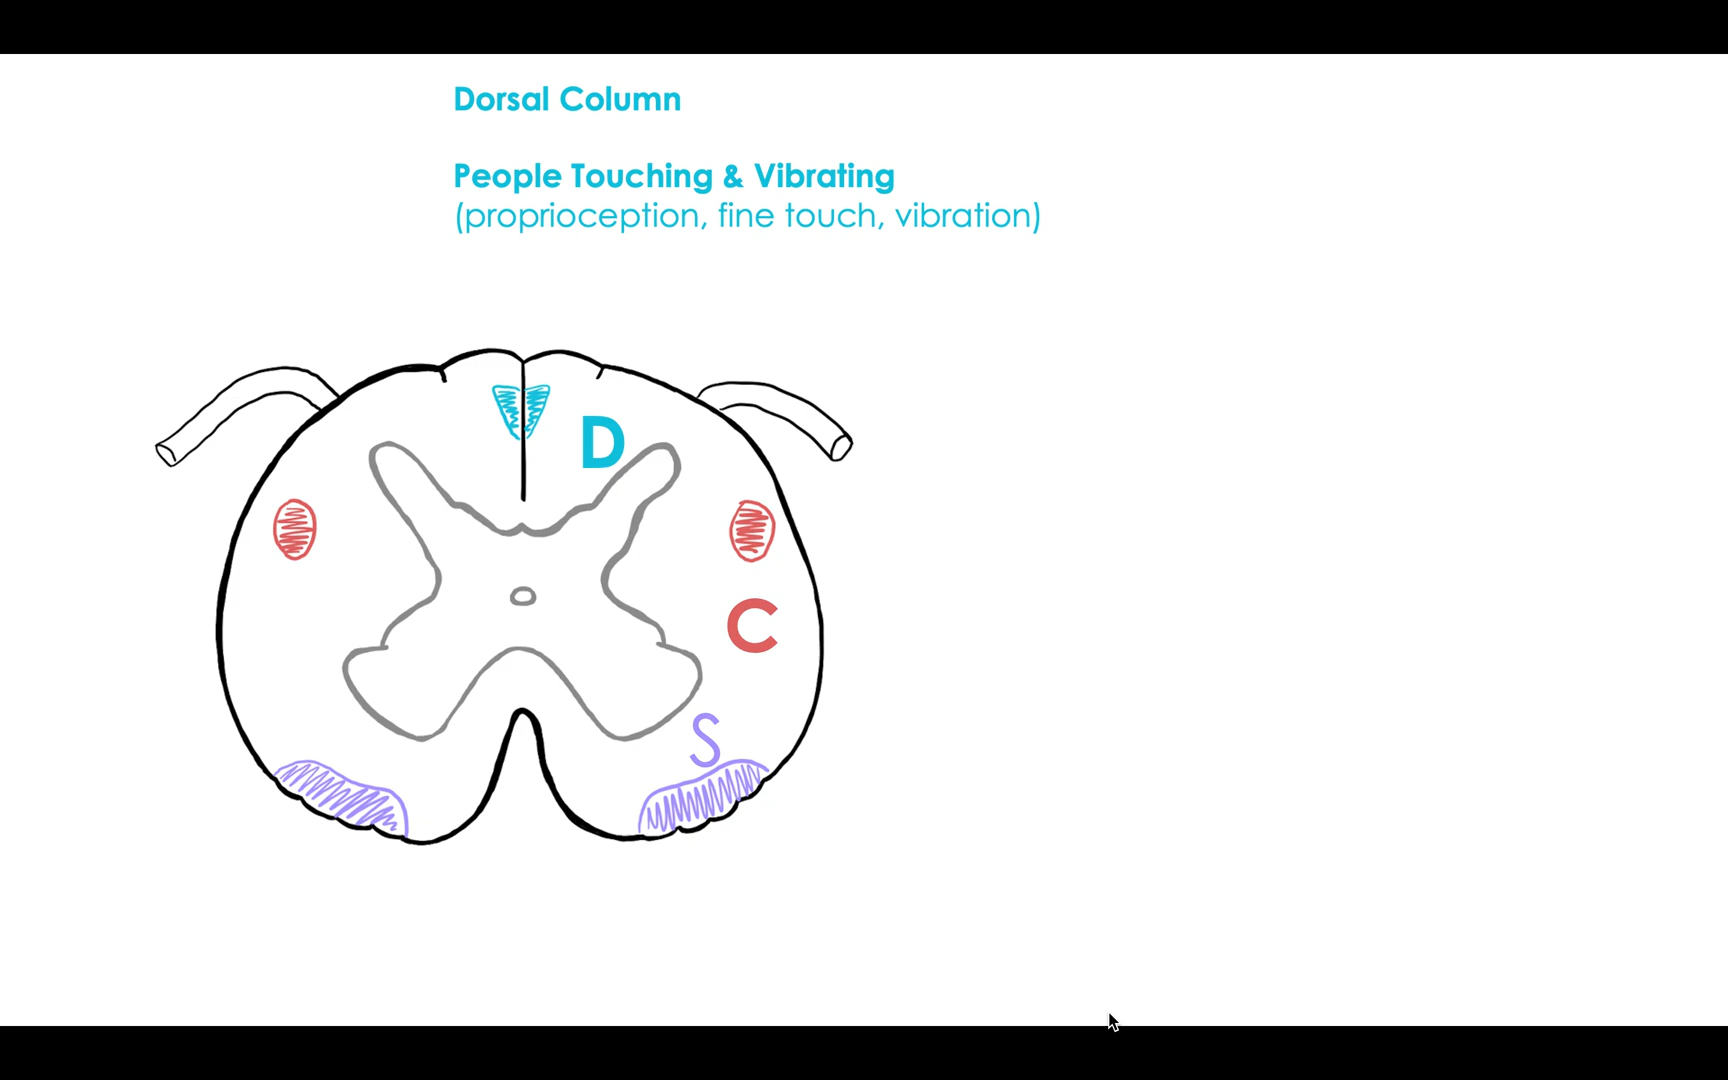 Dorsal Column
People Touching & Vibrating
(proprioception, fine touch, vibration)
D
C
S